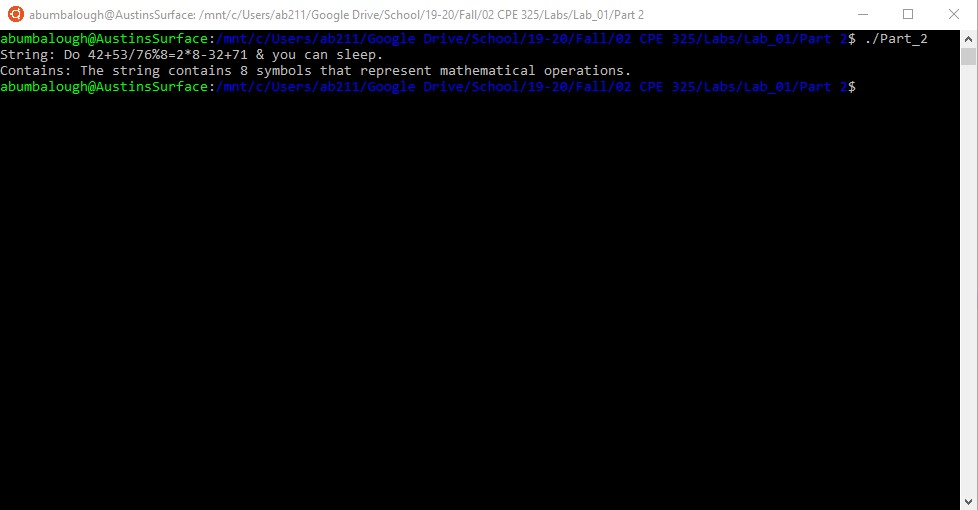 abumbalough@AustinsSurface: /mnt/c/Users/ab211/Google Drive/School/19-20/Fall/02 CPE 325/Labs/Lab_01/Part 2
abumbalough@AustinsSurface:/mnt/c/Users/ab211/Google Drive/School/19-20/Fall/02 CPE 325/Labs/Lab_01/Part 2$ ./Part_2
String: Do 42+53/76%8=2*8-32+71 & you can sleep.
Contains: The string contains 8 symbols that represent mathematical operations.
abumbalough@AustinsSurface:/mnt/c/Users/ab211/Google Drive/School/19-20/Fall/02 CPE 325/Labs/Lab_01/Part 2$